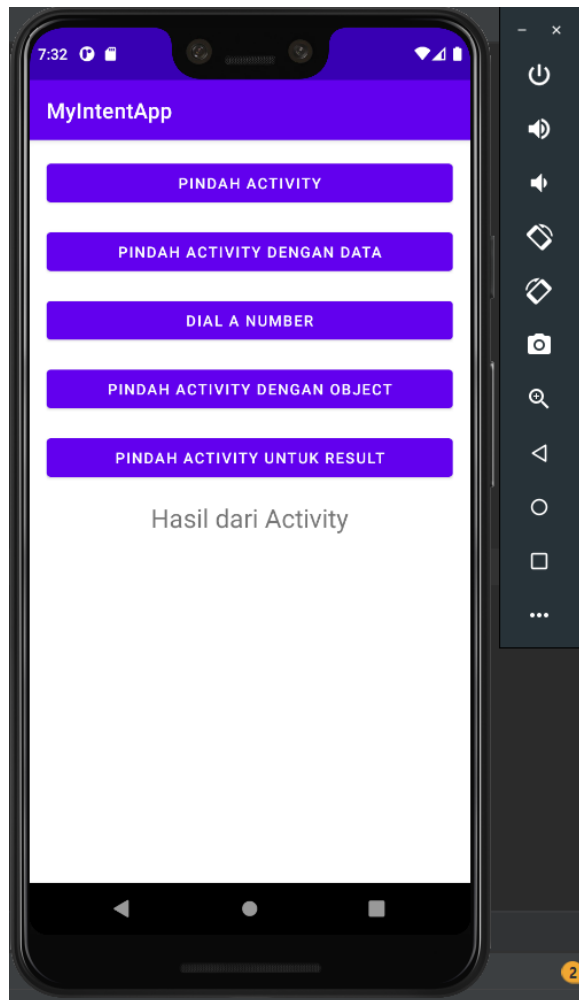 7:32
MyIntentApp
PINDAH ACTIVITY
PINDAH ACTIVITY DENGAN DATA
DIAL A NUMBER
PINDAH ACTIVITY DENGAN OBJECT
PINDAH ACTIVITY UNTUK RESULT
Hasil dari Activity
2